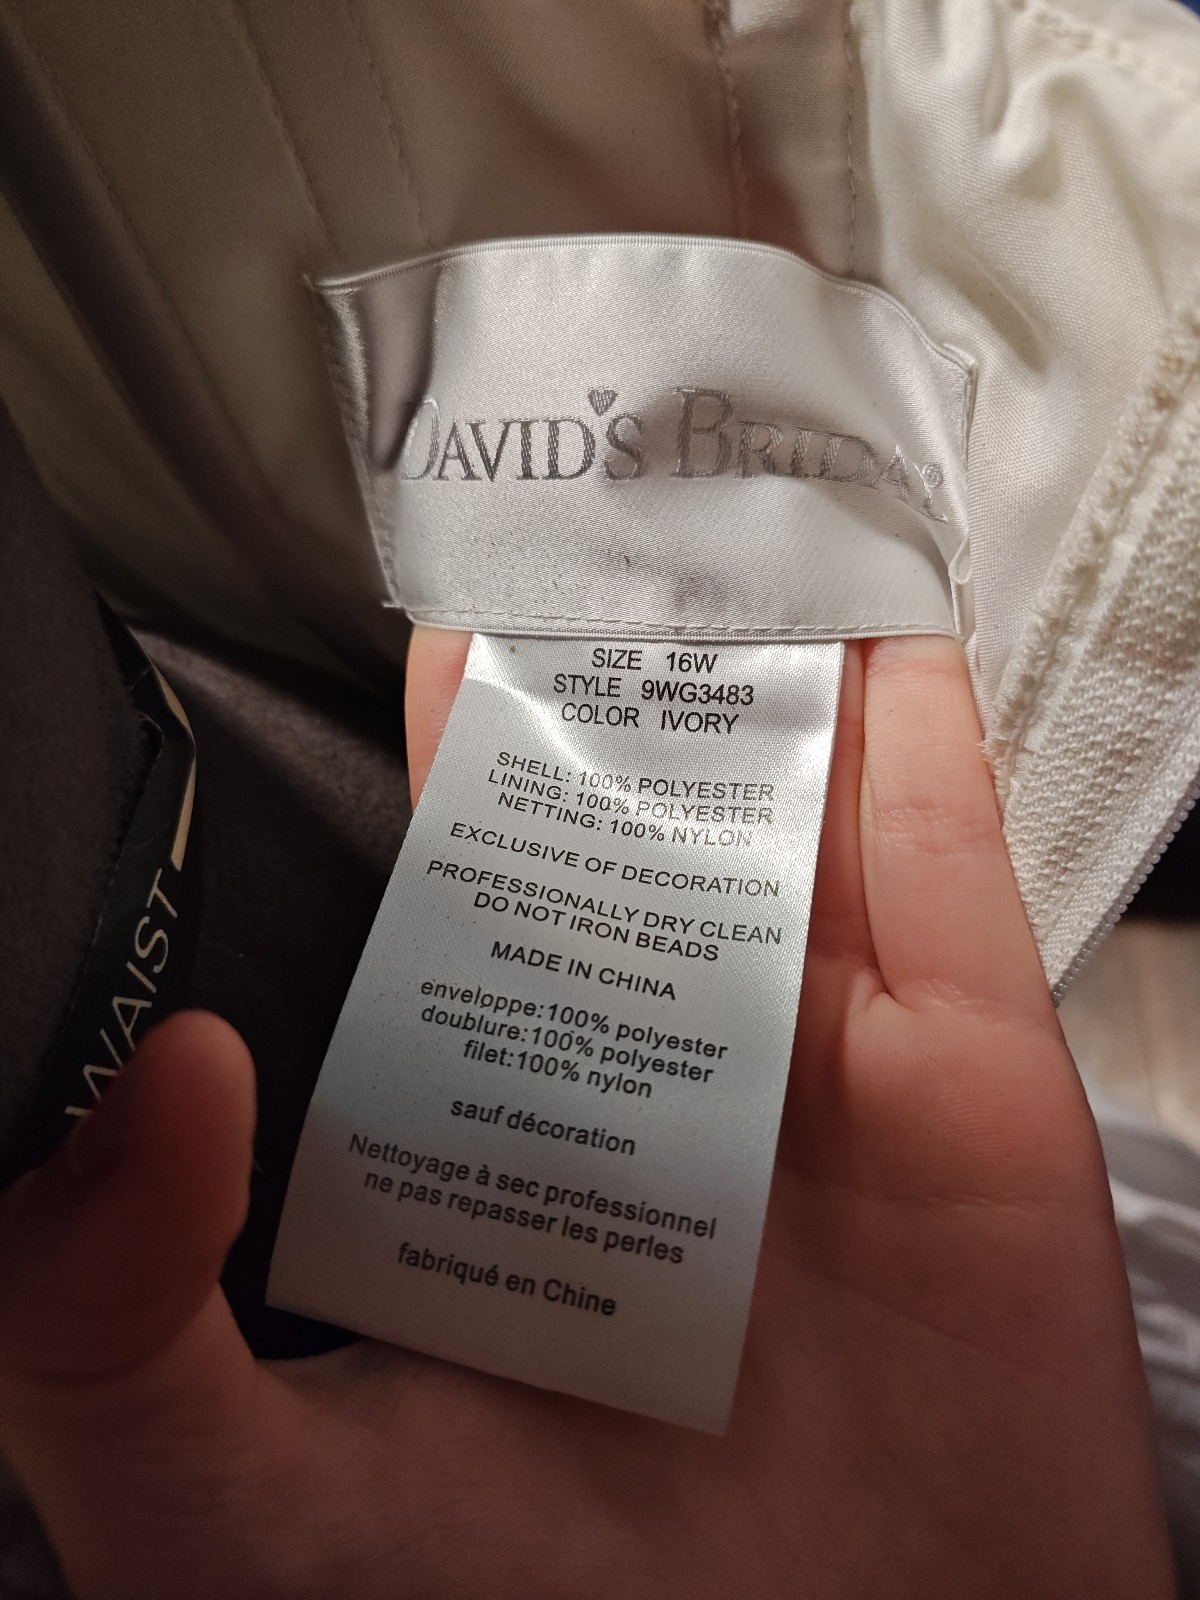 DAVID'S BRIDAL®
SIZE 16W
STYLE 9WG3483
COLOR IVORY
SHELL: 100% POLYESTER
LINING: 100% POLYESTER
NETTING: 100% NYLON
EXCLUSIVE OF DECORATION
PROFESSIONALLY DRY CLEAN
DO NOT IRON BEADS
MADE IN CHINA
enveloppe:100% polyester
doublure:100% polyester
filet:100% nylon
sauf décoration
Nettoyage à sec professionnel
ne pas repasser les perles
fabriqué en Chine
WAIST